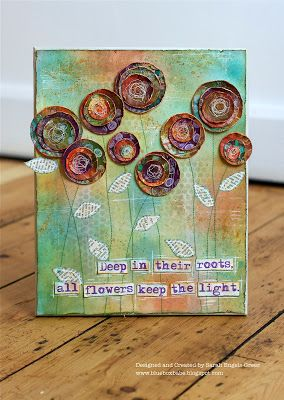 Deep in their roots,
all flowers keep the light.
Designed and Created by Sarah Engels-Greer
www.blueboxbabe.blogspot.com